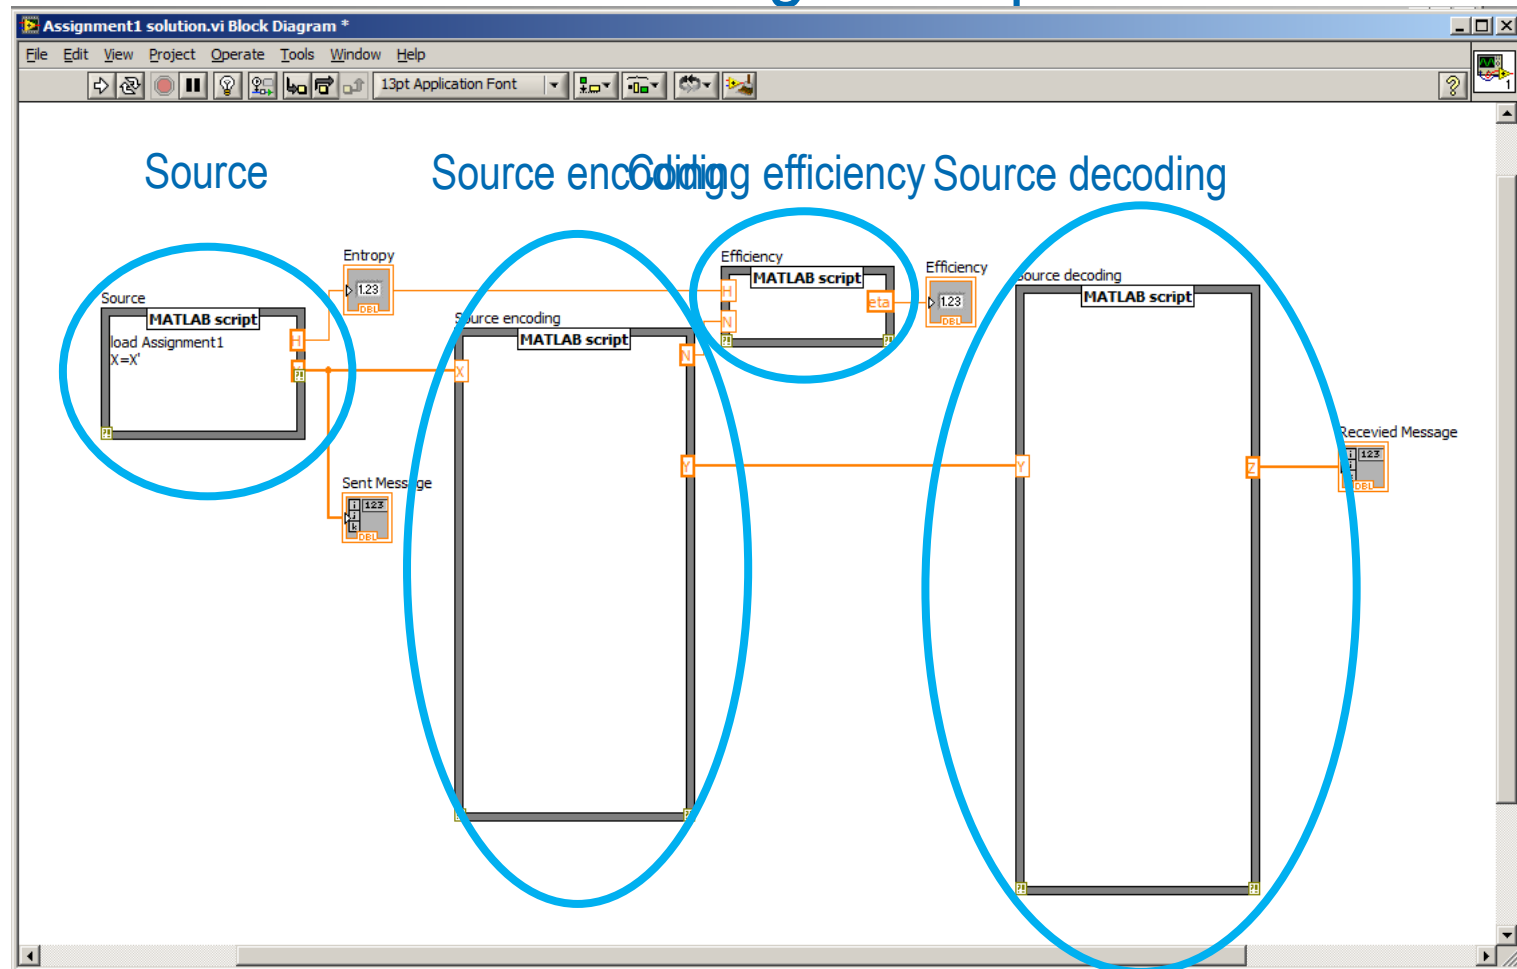 Assignment1 solution.vi Block Diagram *
File Edit View Project Operate Tools Window Help
13pt Application Font
1
Source
Source encoding
Coding efficiency
Source decoding
Entropy
1.23
DBL
Efficiency
MATLAB script
H
N
eta
Efficiency
1.23
DBL
Source decoding
MATLAB script
Y
Z
Source
MATLAB script
load Assignment1
X=X'
H
Source encoding
MATLAB script
X
N
Y
Recevied Message
123
DBL
Sent Message
i 123
j
k
DBL